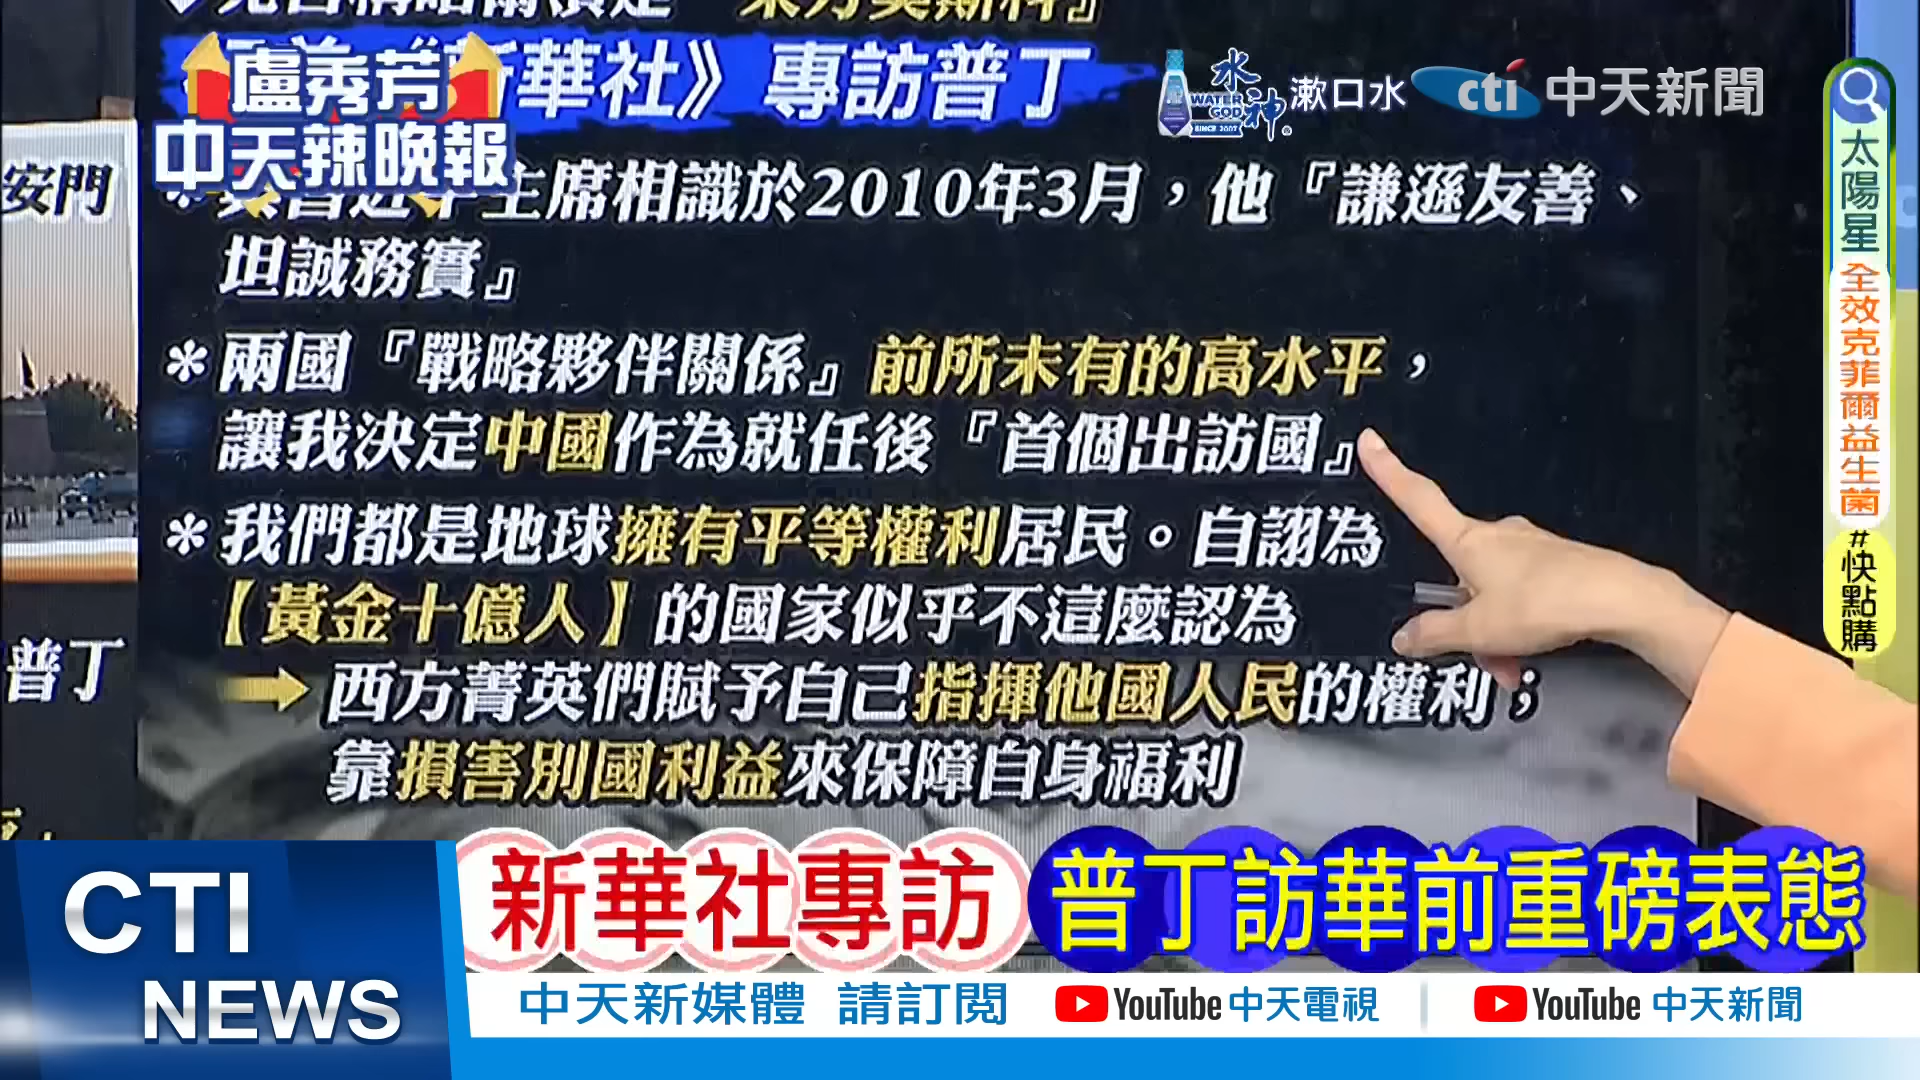 新華社》專訪普丁
盧秀芳
中天辣晚報
水神
WATER GOD
SINCE 2007
漱口水
cti 中天新聞
主席相識於2010年3月，他『謙遜友善、
坦誠務實』
*兩國『戰略夥伴關係』前所未有的高水平，
讓我決定中國作為就任後『首個出訪國』
*我們都是地球擁有平等權利居民。自詡為
【黃金十億人】的國家似乎不這麼認為
西方菁英們賦予自己指揮他國人民的權利；
靠損害別國利益來保障自身福利
安門
普丁
太陽星
全效克菲爾益生菌
#快點購
新華社專訪 普丁訪華前重磅表態
CTI
NEWS
中天新媒體 請訂閱 YouTube 中天電視 YouTube 中天新聞